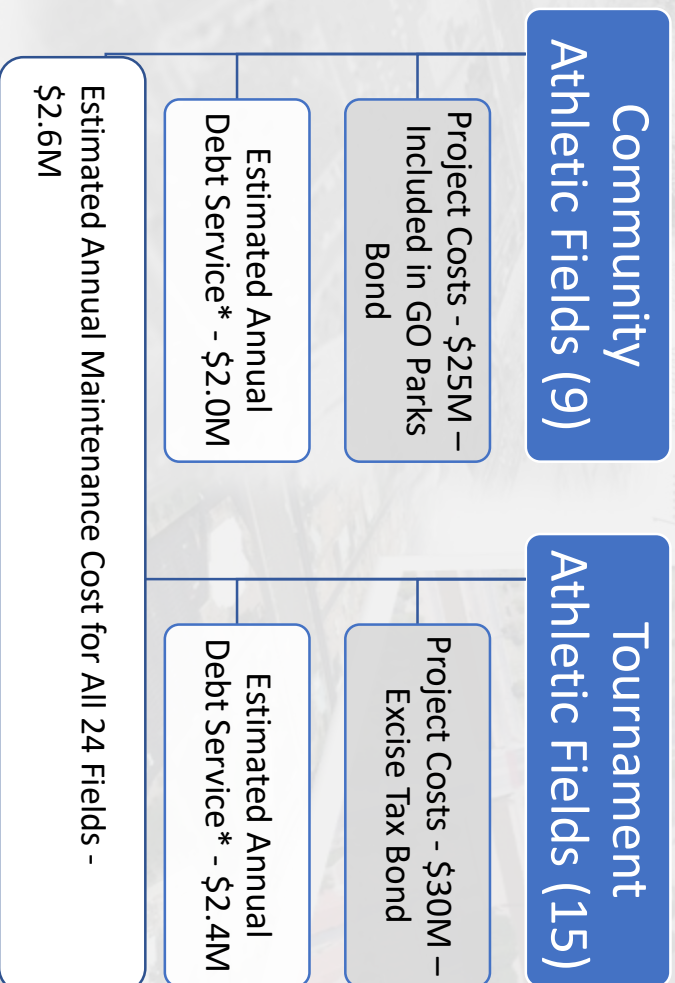 Community
Athletic Fields (9)
Project Costs - $25M –
Included in GO Parks
Bond
Estimated Annual
Debt Service* - $2.0M
Tournament
Athletic Fields (15)
Project Costs - $30M –
Excise Tax Bond
Estimated Annual
Debt Service* - $2.4M
Estimated Annual Maintenance Cost for All 24 Fields -
$2.6M